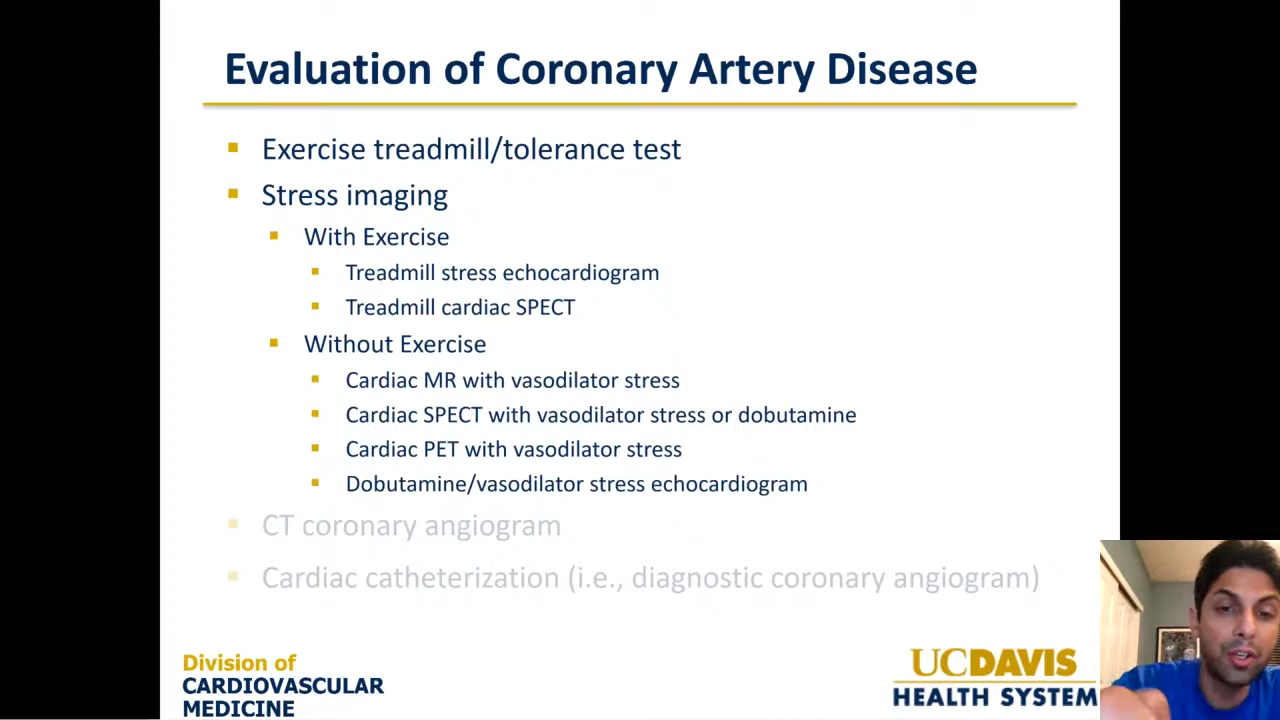 Evaluation of Coronary Artery Disease
Exercise treadmill/tolerance test
Stress imaging
With Exercise
Treadmill stress echocardiogram
Treadmill cardiac SPECT
Without Exercise
Cardiac MR with vasodilator stress
Cardiac SPECT with vasodilator stress or dobutamine
Cardiac PET with vasodilator stress
Dobutamine/vasodilator stress echocardiogram
CT coronary angiogram
Cardiac catheterization (i.e., diagnostic coronary angiogram)
Division of
CARDIOVASCULAR
MEDICINE
UCDAVIS
HEALTH SYSTEM